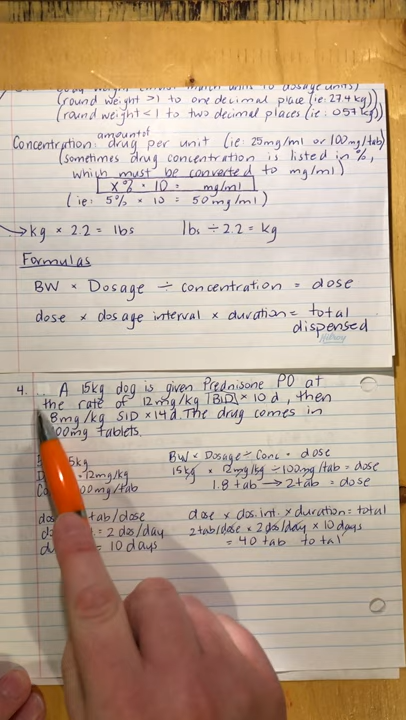 (round weight >1 to one decimal place (ie: 27.4 kg))
(round weight <1 to two decimal places (ie: 0.59 kg))
amount of
Concentration: drug per unit (ie: 25mg/ml or 100mg/tab)
(sometimes drug concentration is listed in %,
which must be converted to mg/ml)
X% · 10 = mg/ml
(ie: 5% × 10 = 50mg/ml)
→kg × 2.2 = lbs lbs ÷ 2.2 = kg
Formulas
BW × Dosage ÷ concentration = dose
dose × dosage interval × duration = total
dispensed
Hilroy
4. A 15kg dog is given Prednisone PO at
the rate of 12mg/kg BID × 10 d, then
8mg/kg SID × 14d. The drug comes in
00mg tablets.
BW × Dosage ÷ Conc = dose
5kg
15kg × 12mg/kg ÷ 100mg/tab = dose
12mg/kg
00mg/tab
1.8 tab → 2 tab = dose
tab/dose
dose × dos.int. × duration = total
= 2 dos/day
2 tab/dose × 2 dos/day × 10 days
= 10 days
= 40 tab total